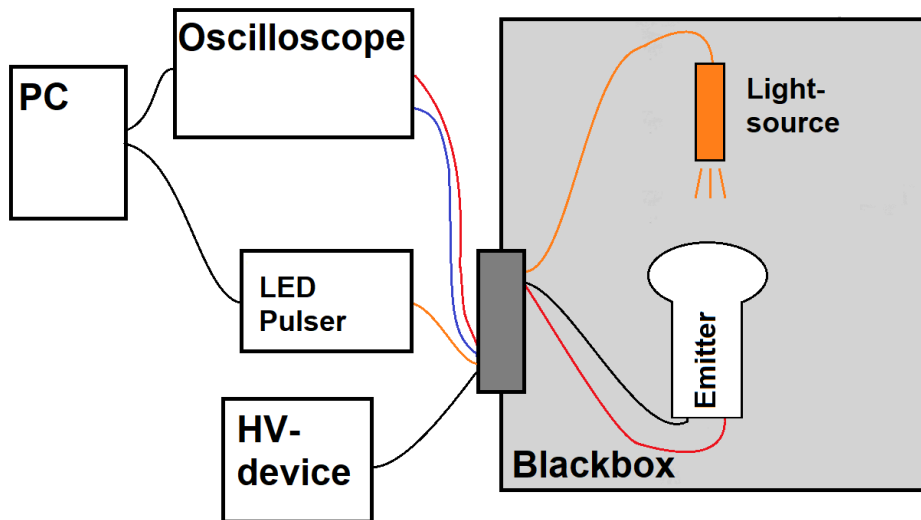 Oscilloscope
PC
Light-
source
LED
Pulser
Emitter
HV-
device
Blackbox